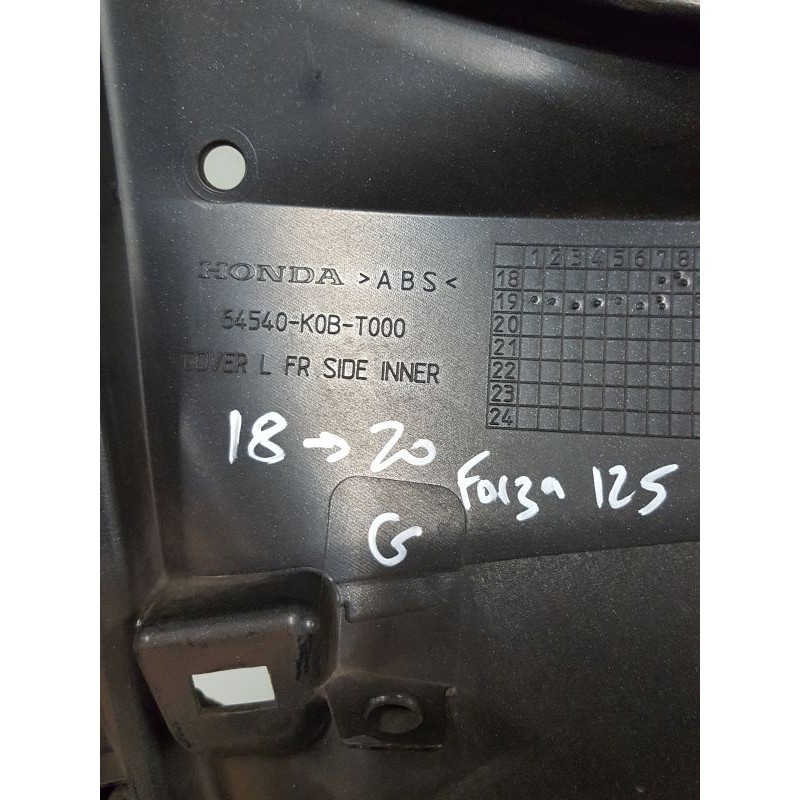 HONDA >ABS<
64540-K0B-T000
COVER L FR SIDE INNER
1 2 3 4 5 6 7 8
18
19
20
21
22
23
24
18 → 20
Forza 125
G